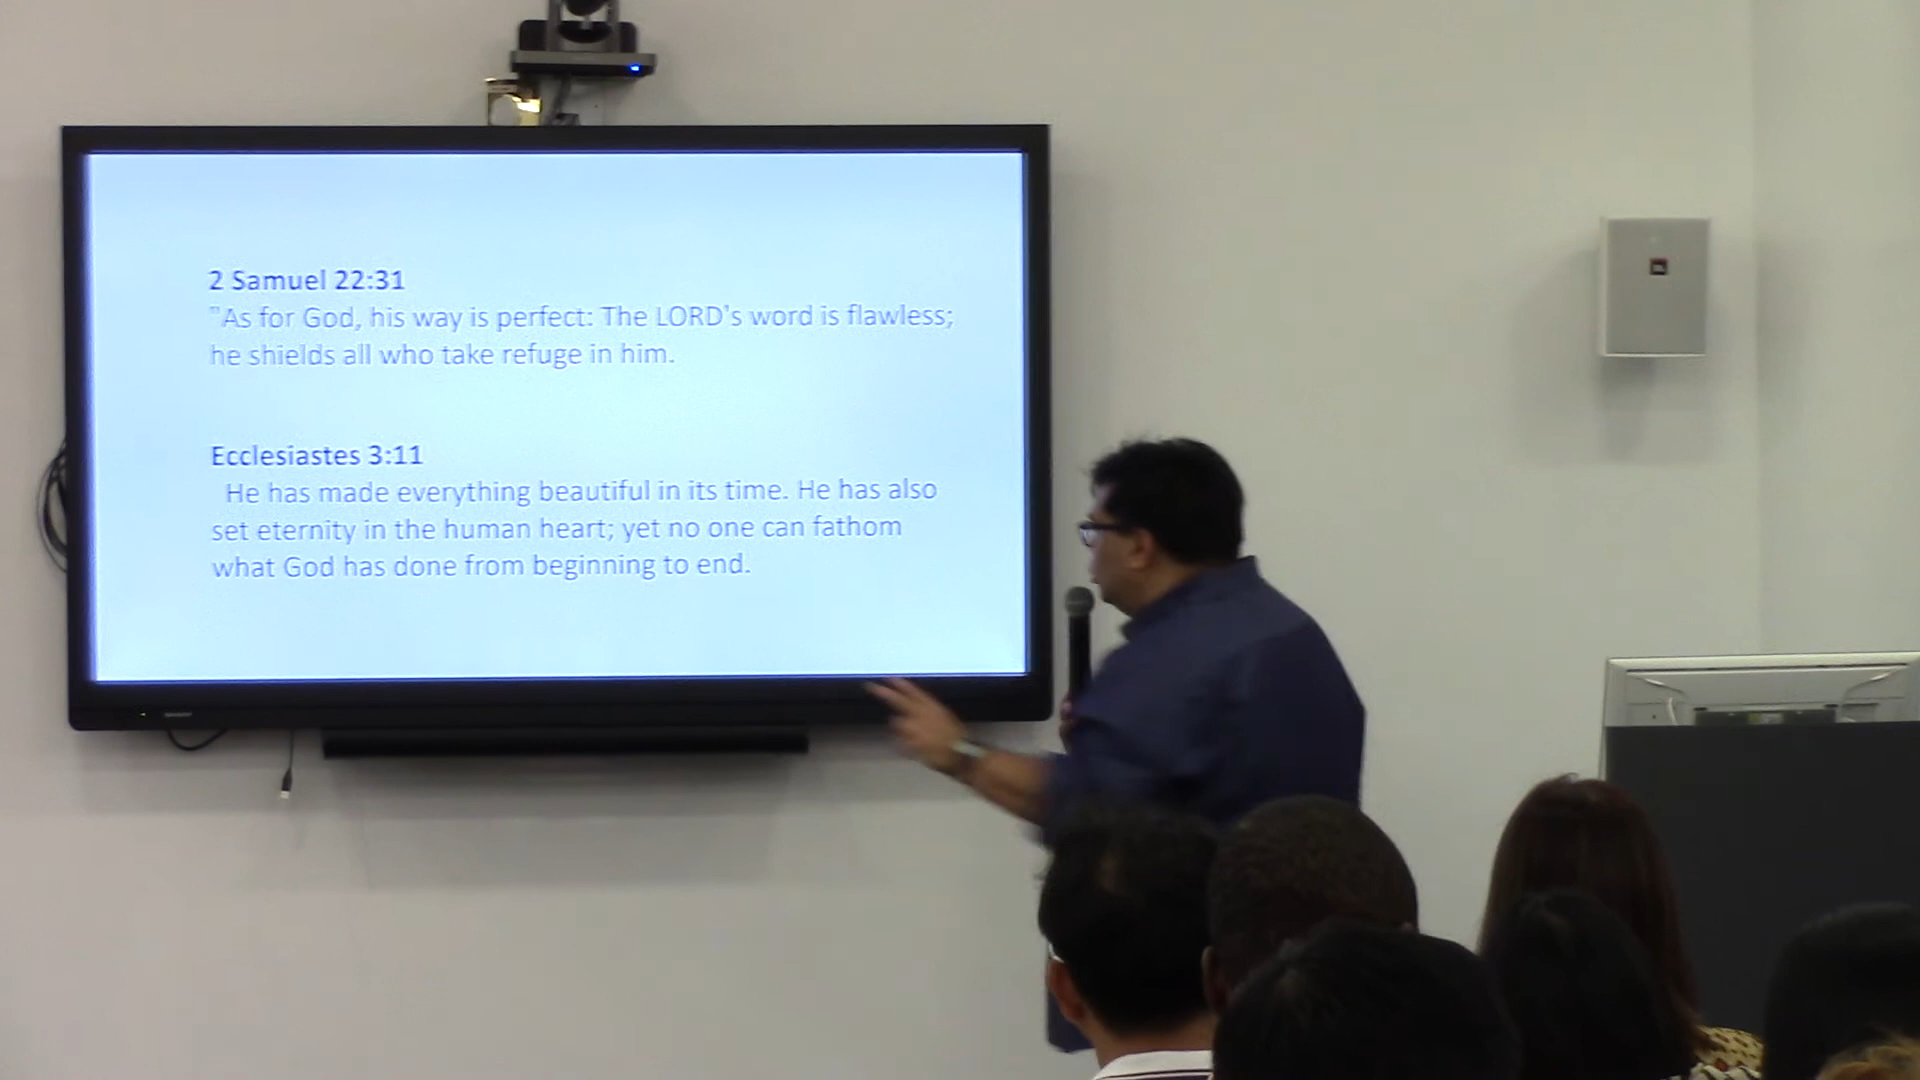 2 Samuel 22:31
"As for God, his way is perfect: The LORD's word is flawless;
he shields all who take refuge in him.
Ecclesiastes 3:11
He has made everything beautiful in its time. He has also
set eternity in the human heart; yet no one can fathom
what God has done from beginning to end.